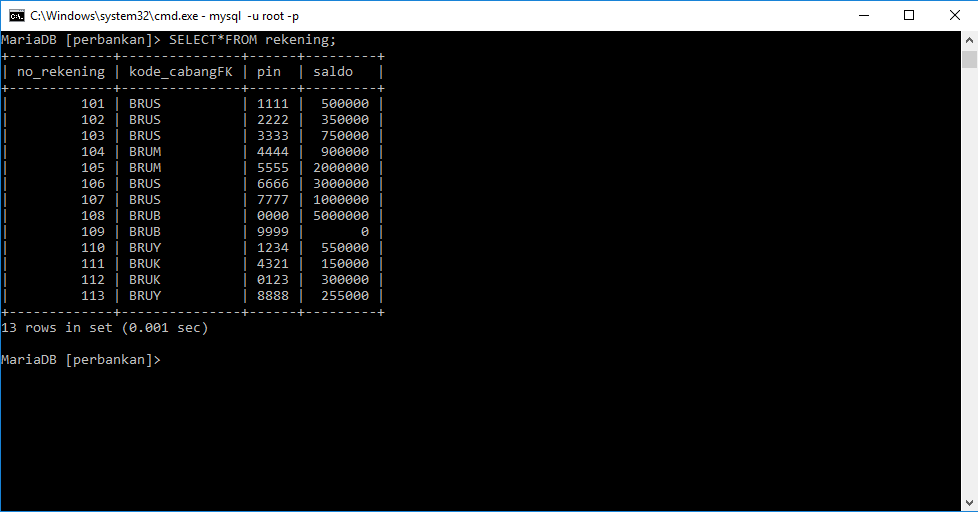 C:\Windows\system32\cmd.exe - mysql  -u root -p
MariaDB [perbankan]> SELECT*FROM rekening;
+-------------+---------------+------+---------+
| no_rekening | kode_cabangFK | pin  | saldo   |
+-------------+---------------+------+---------+
|         101 | BRUS          | 1111 |  500000 |
|         102 | BRUS          | 2222 |  350000 |
|         103 | BRUS          | 3333 |  750000 |
|         104 | BRUM          | 4444 |  900000 |
|         105 | BRUM          | 5555 | 2000000 |
|         106 | BRUS          | 6666 | 3000000 |
|         107 | BRUS          | 7777 | 1000000 |
|         108 | BRUB          | 0000 | 5000000 |
|         109 | BRUB          | 9999 |       0 |
|         110 | BRUY          | 1234 |  550000 |
|         111 | BRUK          | 4321 |  150000 |
|         112 | BRUK          | 0123 |  300000 |
|         113 | BRUY          | 8888 |  255000 |
+-------------+---------------+------+---------+
13 rows in set (0.001 sec)
MariaDB [perbankan]>